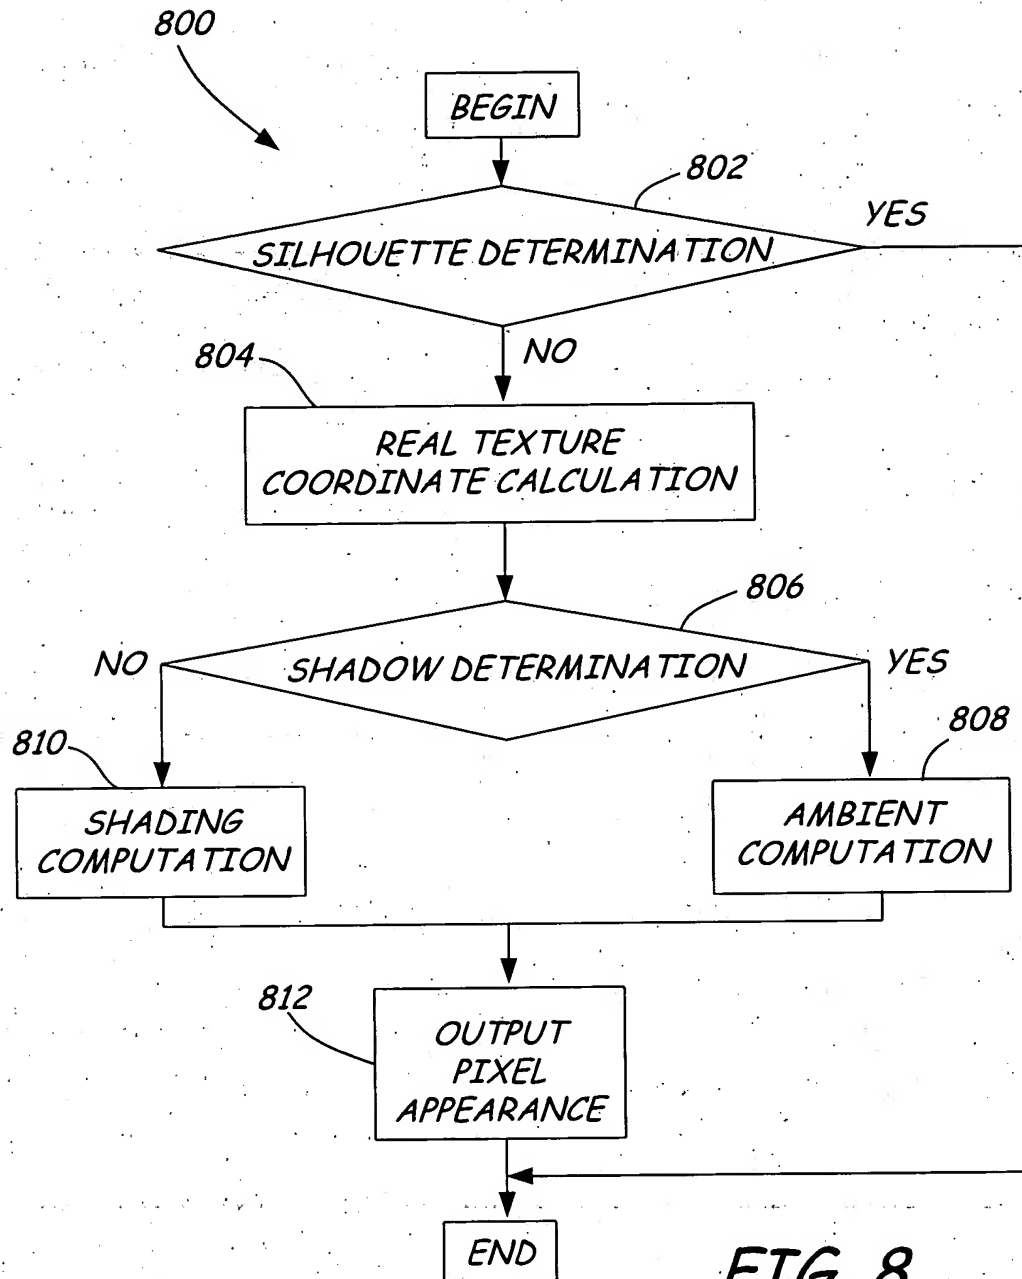 800
BEGIN
802
YES
SILHOUETTE DETERMINATION
NO
804
REAL TEXTURE
COORDINATE CALCULATION
806
NO
SHADOW DETERMINATION
YES
810
808
SHADING
COMPUTATION
AMBIENT
COMPUTATION
812
OUTPUT
PIXEL
APPEARANCE
END
FIG. 8